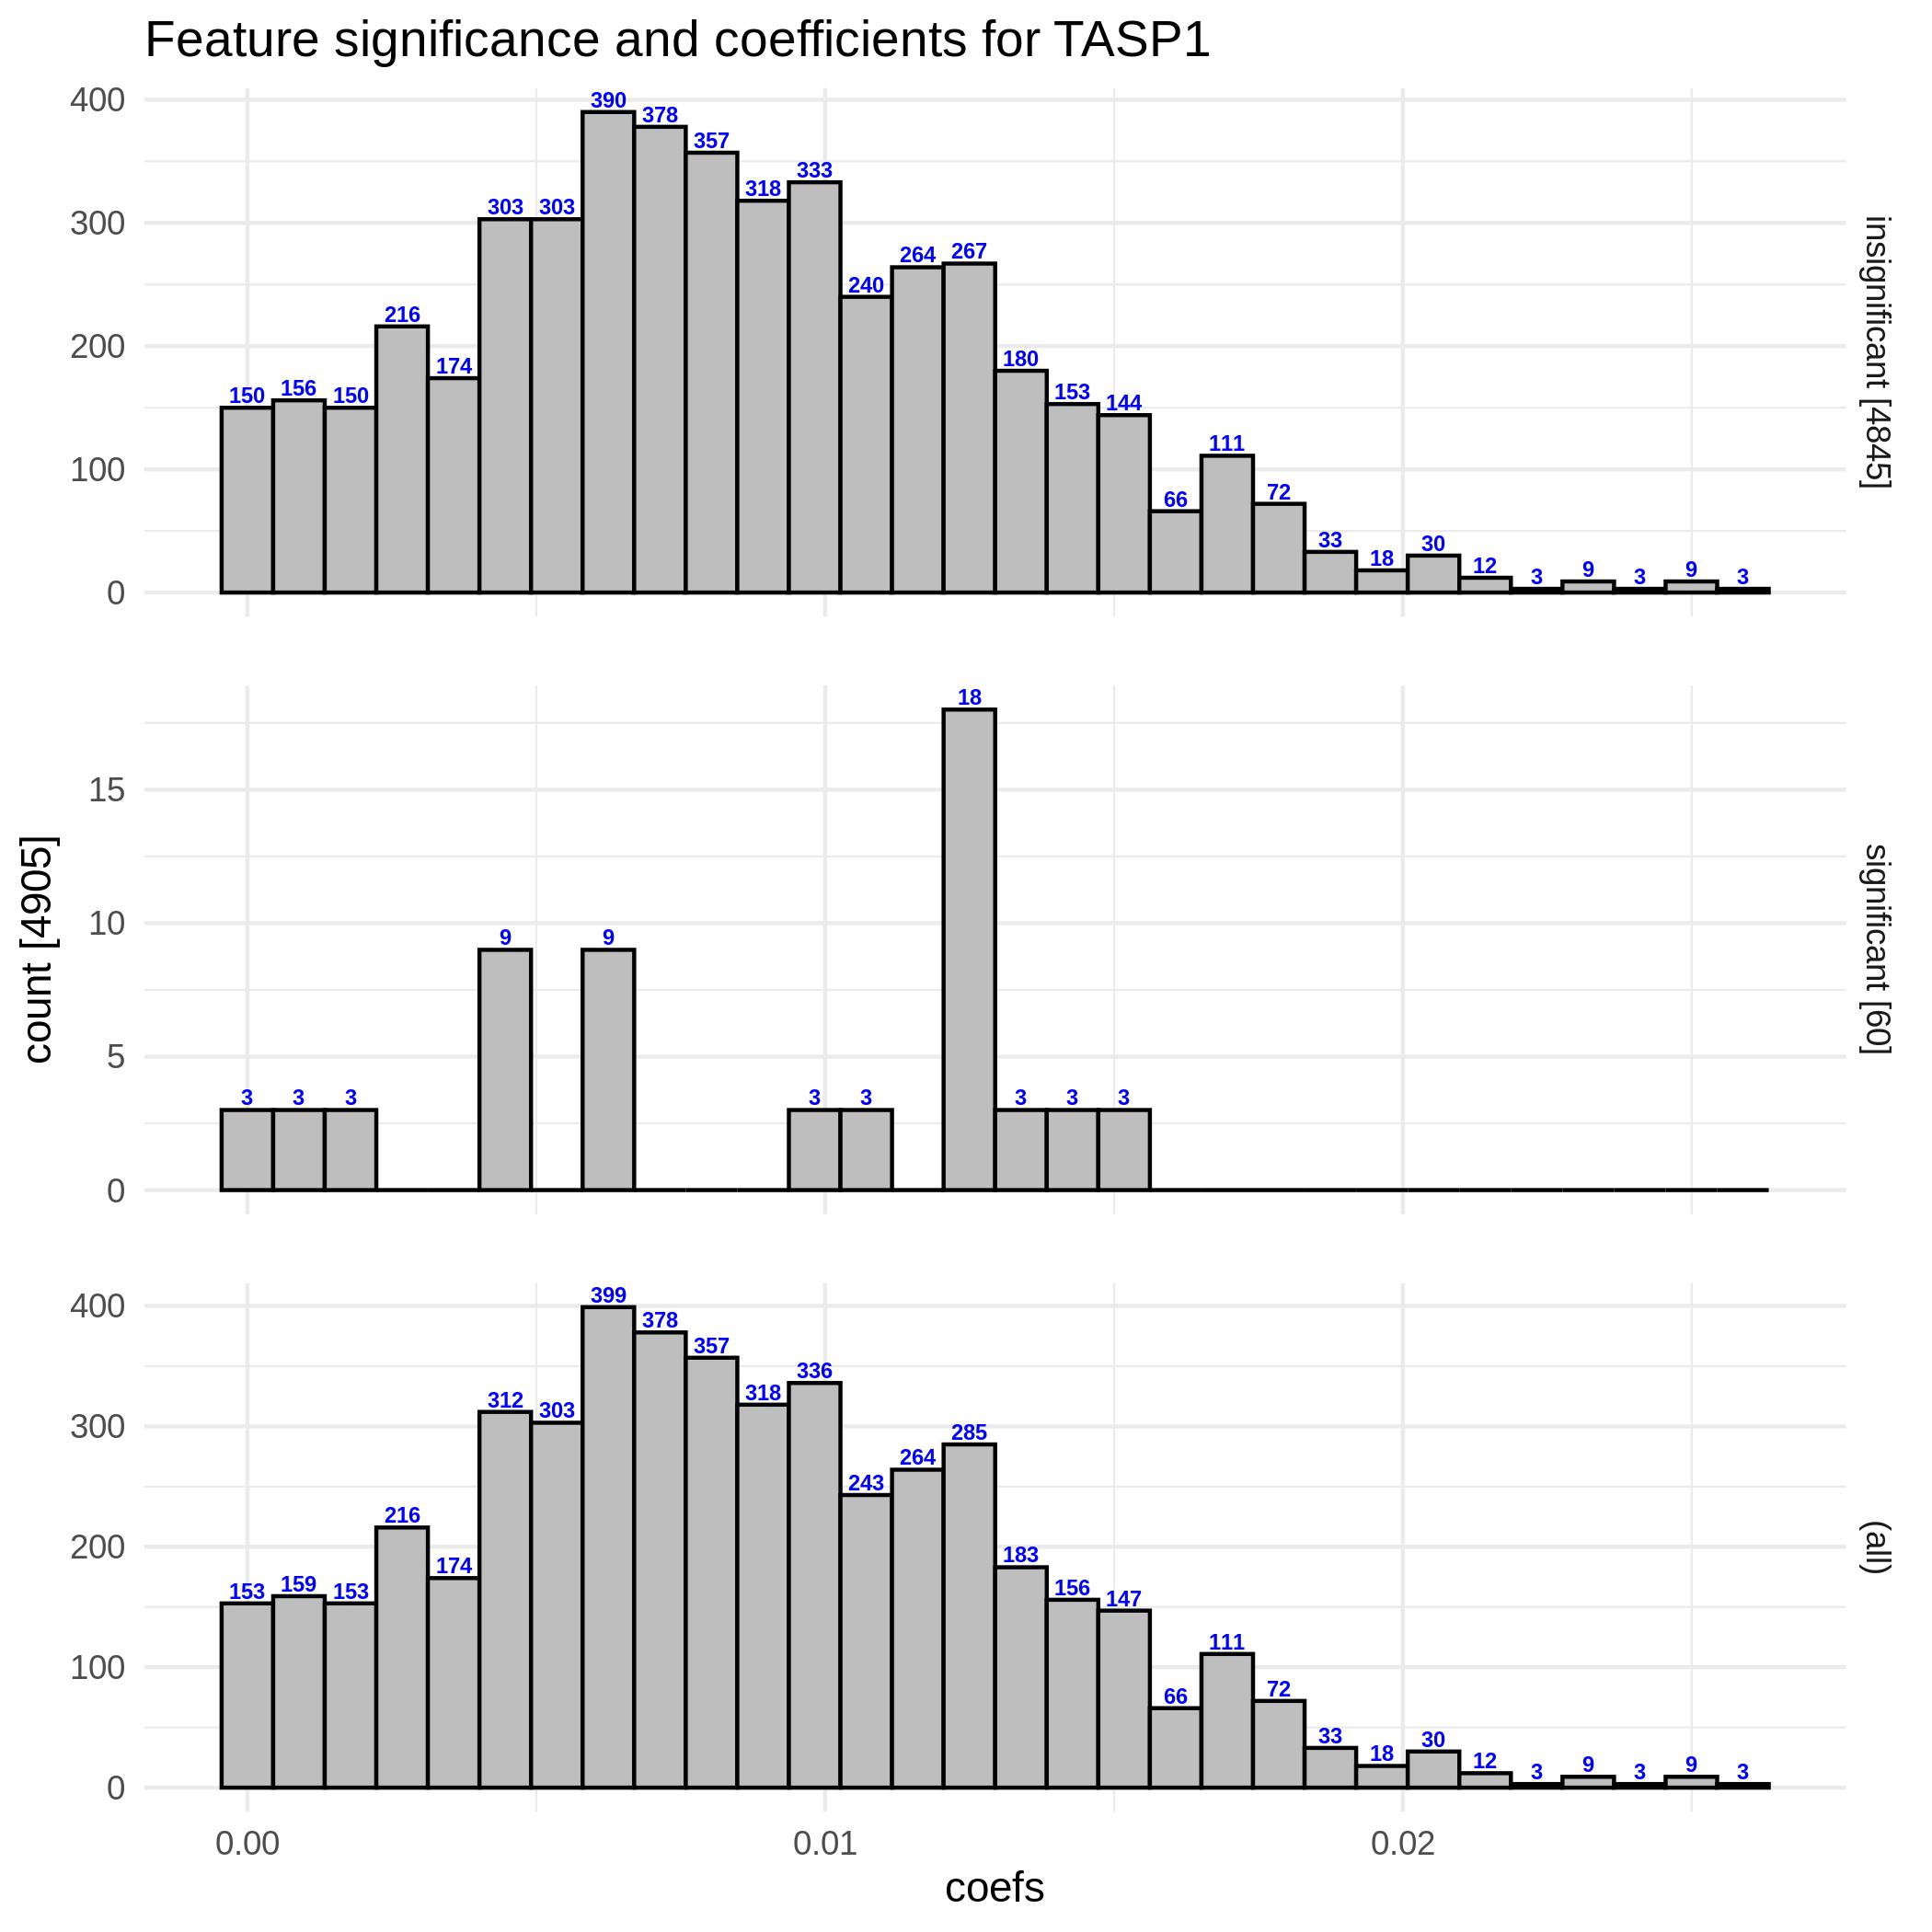 Feature significance and coefficients for TASP1
400
300
200
100
0
150 156 150 216 174 303 303 390 378 357 318 333 240 264 267 180 153 144 66 111 72 33 18 30 12 3 9 3 9 3
insignificant [4845]
count [4905]
15
10
5
0
3 3 3 9 9 3 3 18 3 3 3
significant [60]
400
300
200
100
0
153 159 153 216 174 312 303 399 378 357 318 336 243 264 285 183 156 147 66 111 72 33 18 30 12 3 9 3 9 3
(all)
0.00 0.01 0.02
coefs